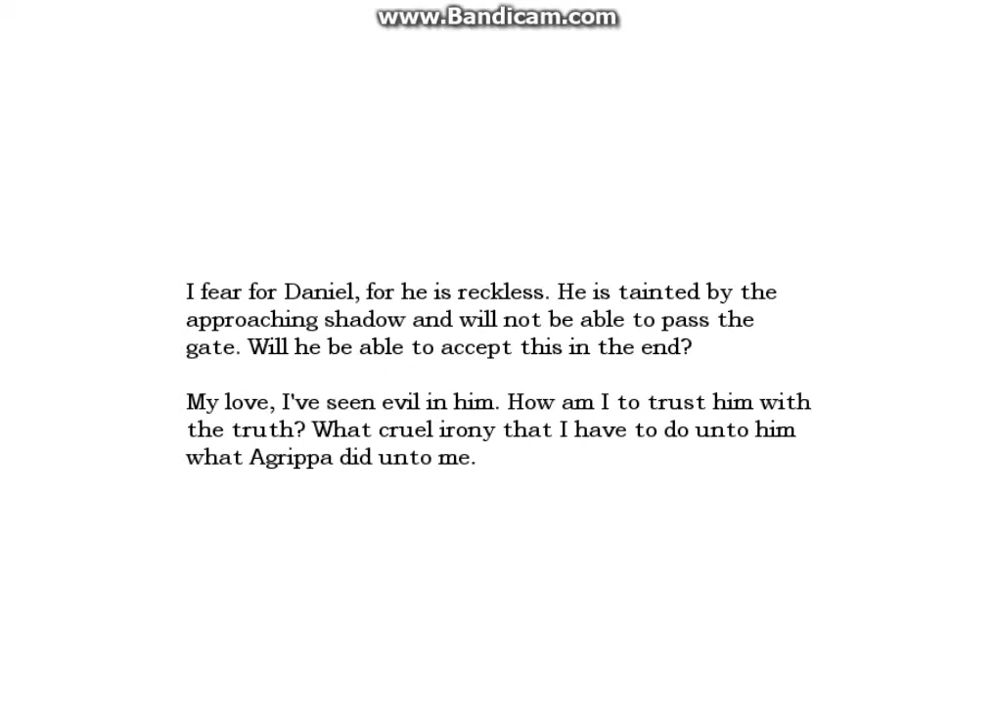 www.Bandicam.com
I fear for Daniel, for he is reckless. He is tainted by the
approaching shadow and will not be able to pass the
gate. Will he be able to accept this in the end?
My love, I've seen evil in him. How am I to trust him with
the truth? What cruel irony that I have to do unto him
what Agrippa did unto me.